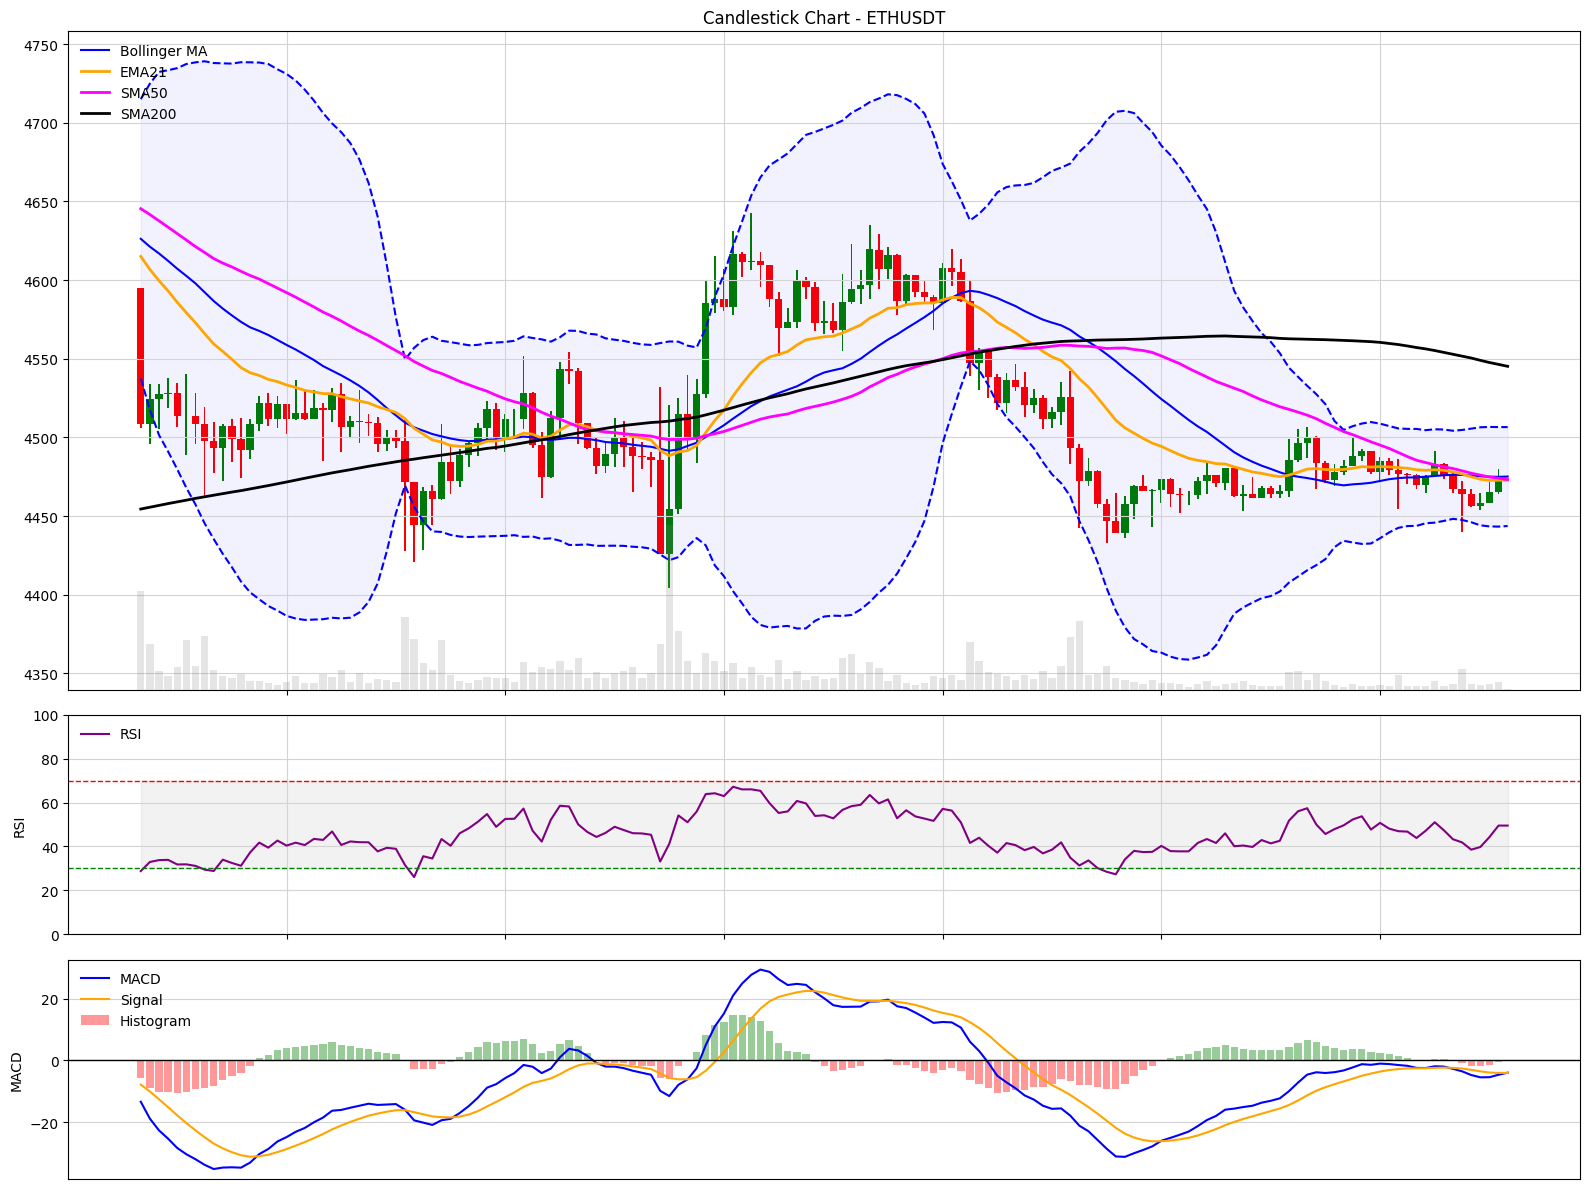 Candlestick Chart - ETHUSDT
4750
4700
4650
4600
4550
4500
4450
4400
4350
Bollinger MA
EMA21
SMA50
SMA200
100
80
60
40
20
0
RSI
RSI
20
0
−20
MACD
MACD
Signal
Histogram